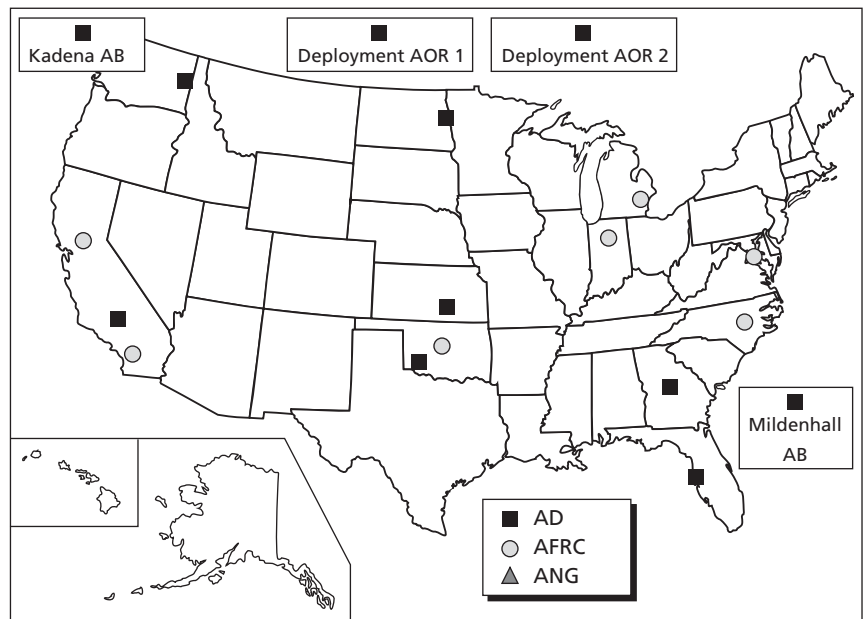 Kadena AB
Deployment AOR 1
Deployment AOR 2
Mildenhall
AB
AD
AFRC
ANG